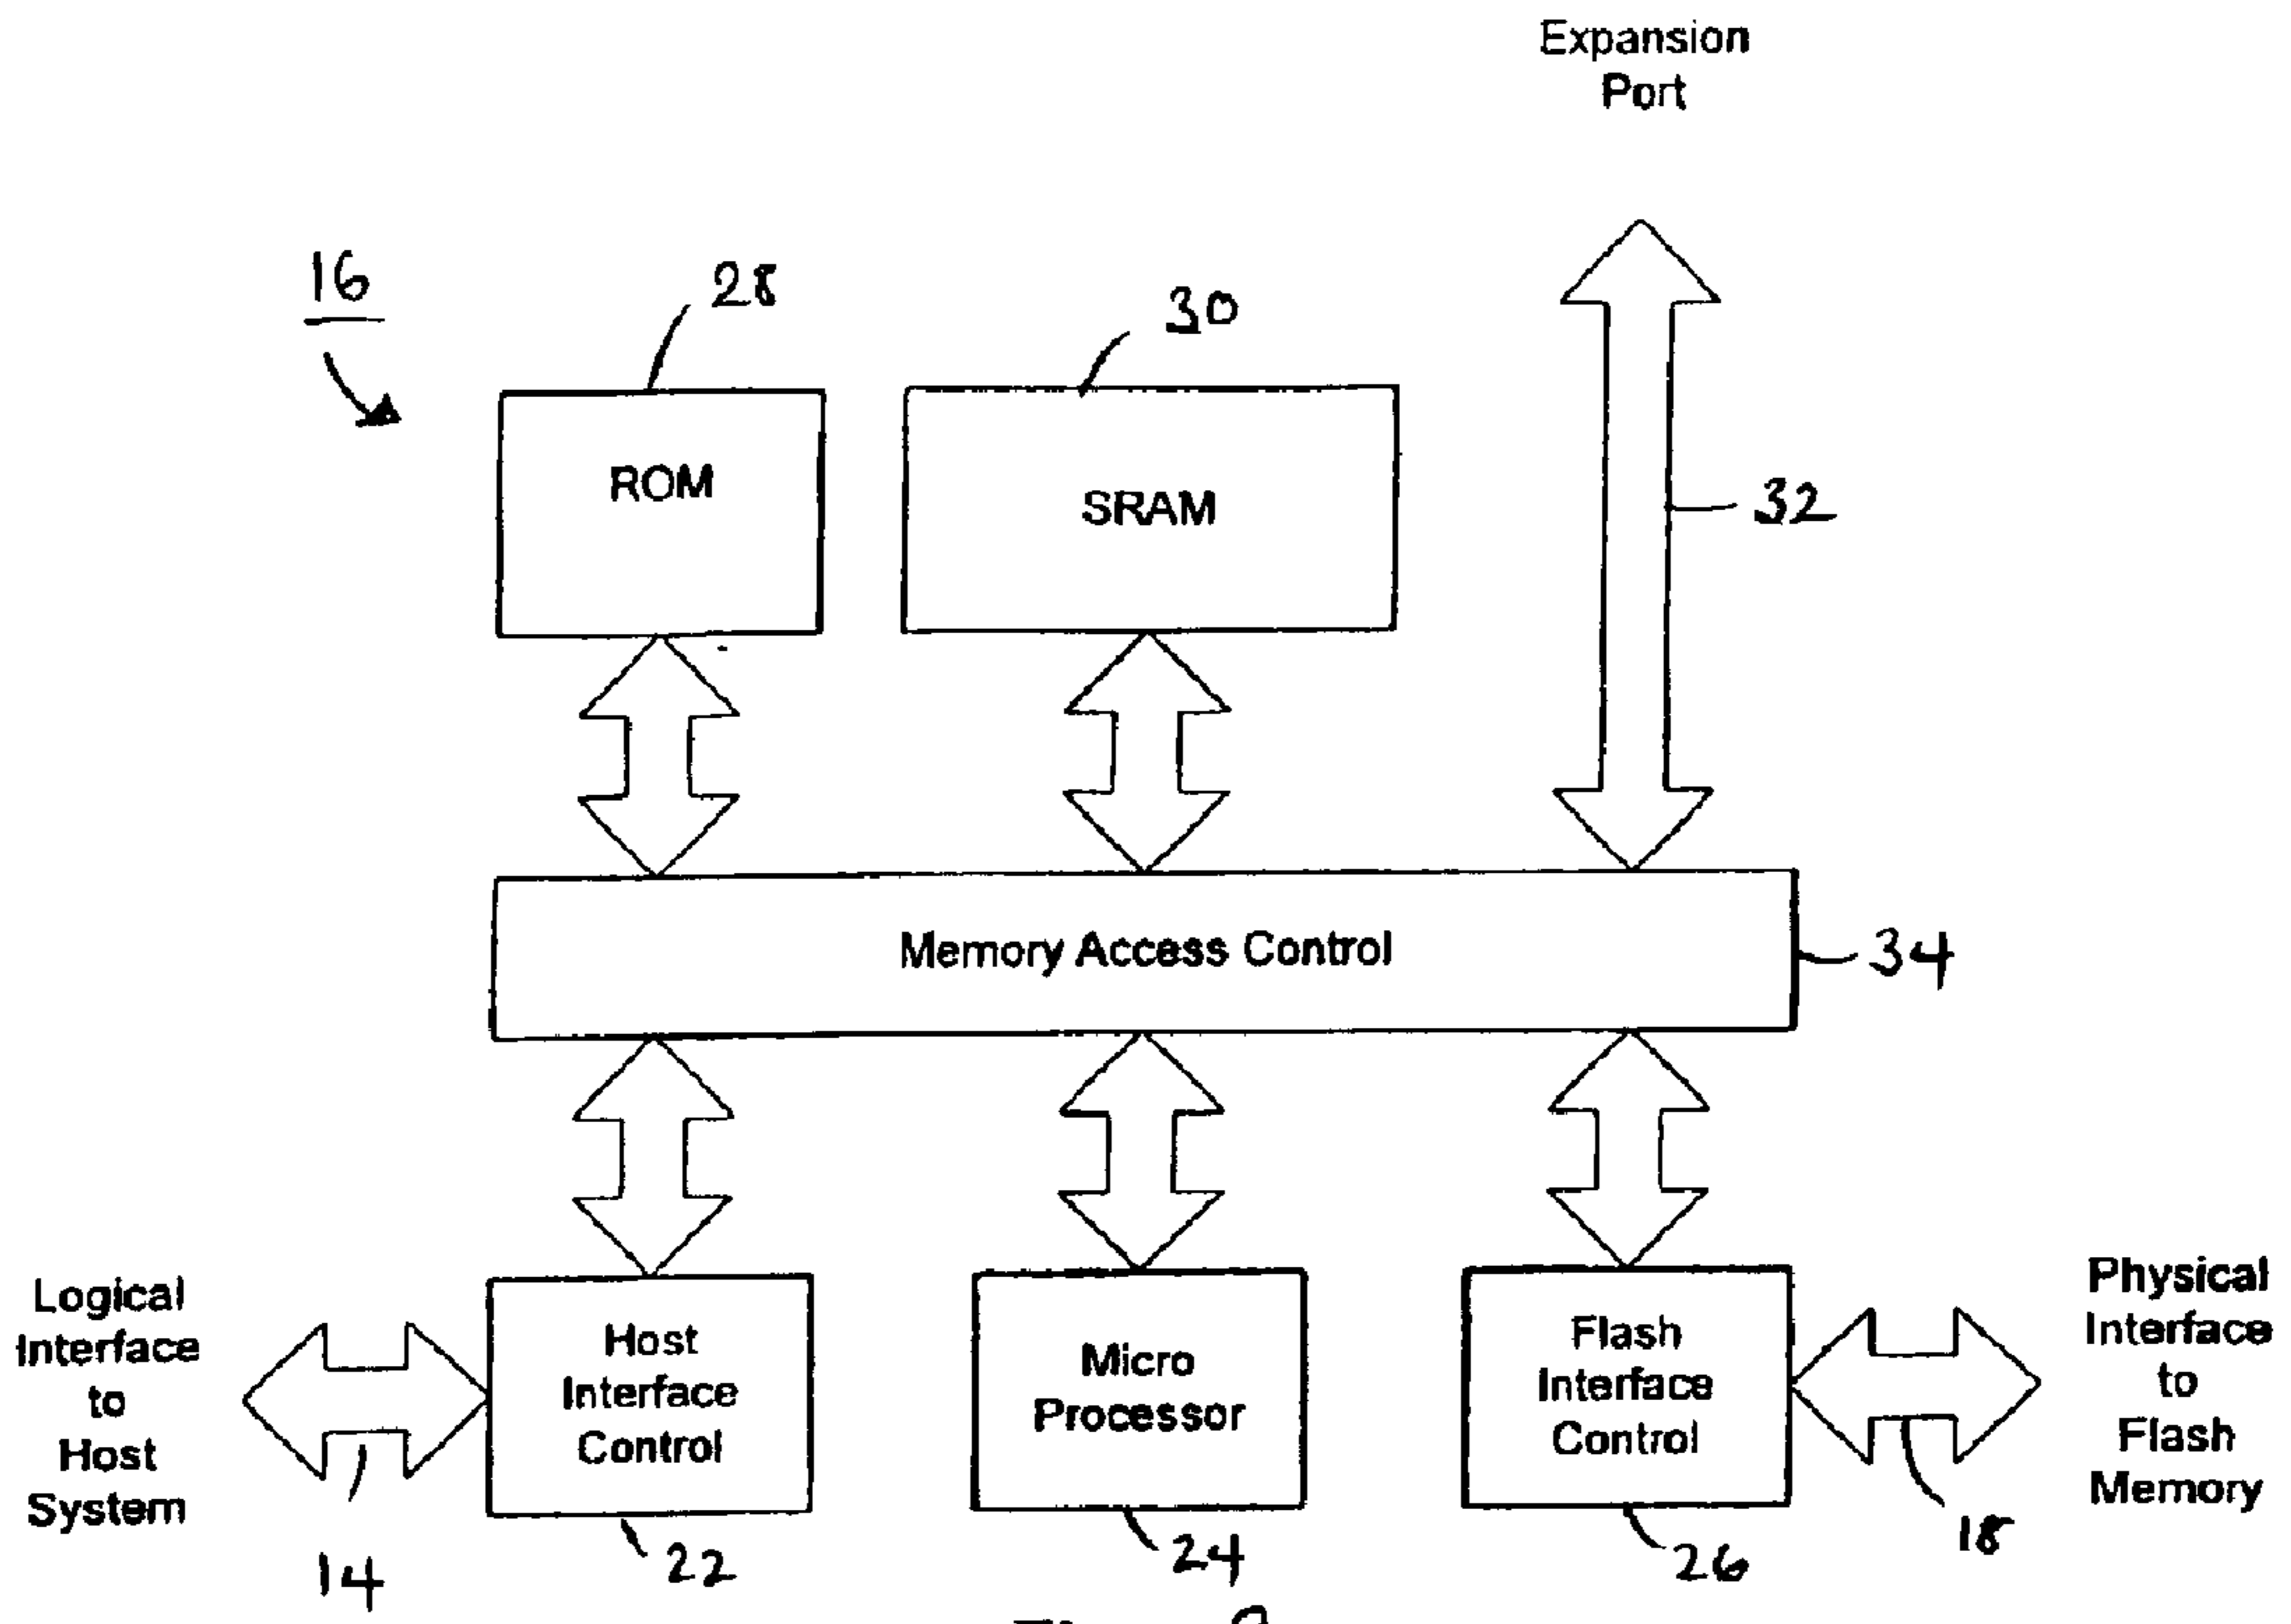 Expansion
Port
16
28
30
ROM
SRAM
32
Memory Access Control
34
Logical
Interface
to
Host
System
14
Host
Interface
Control
22
Micro
Processor
24
Flash
Interface
Control
26
18
Physical
Interface
to
Flash
Memory